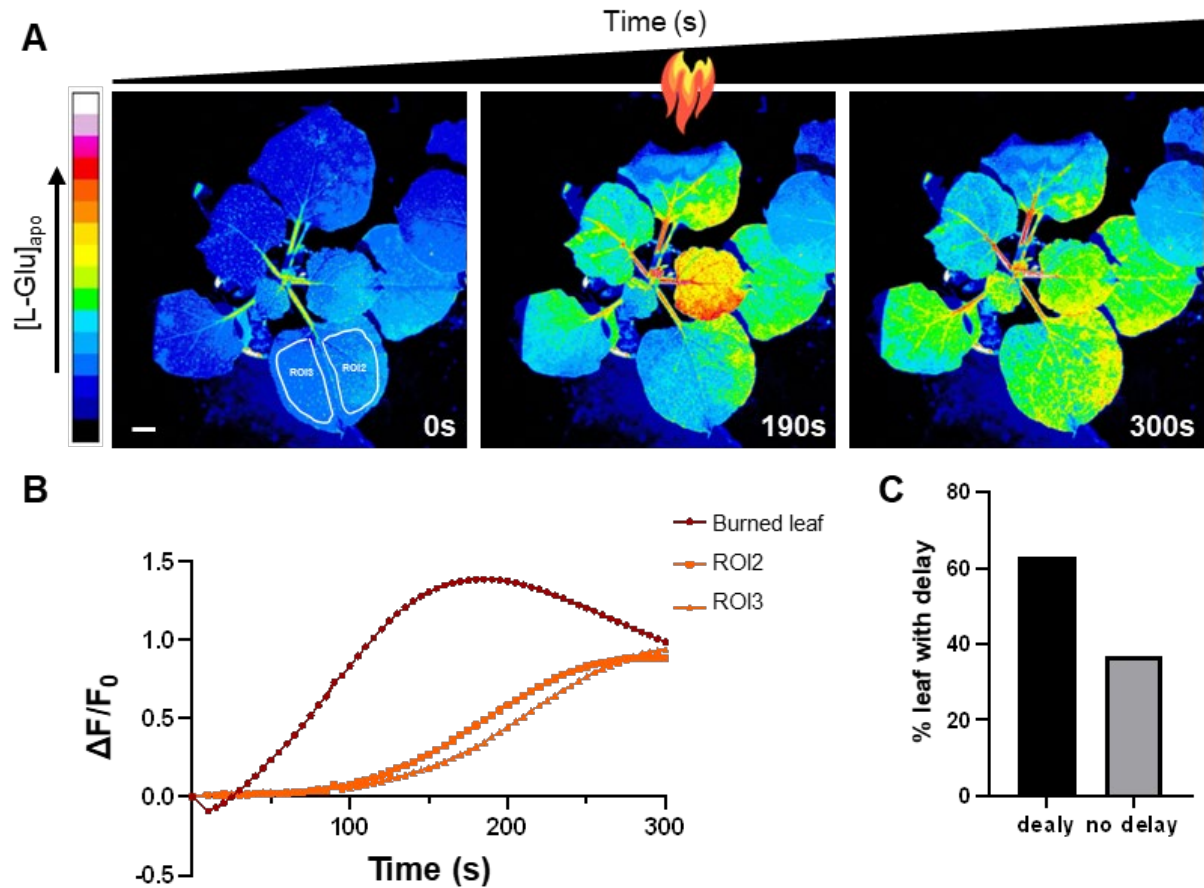 A
Time (s)
[L-Glu]apo
ROI3
ROI2
0s
190s
300s
B
Burned leaf
ROI2
ROI3
1.5
1.0
0.5
0.0
-0.5
ΔF/F0
100
200
300
Time (s)
C
80
60
40
20
0
% leaf with delay
dealy
no delay